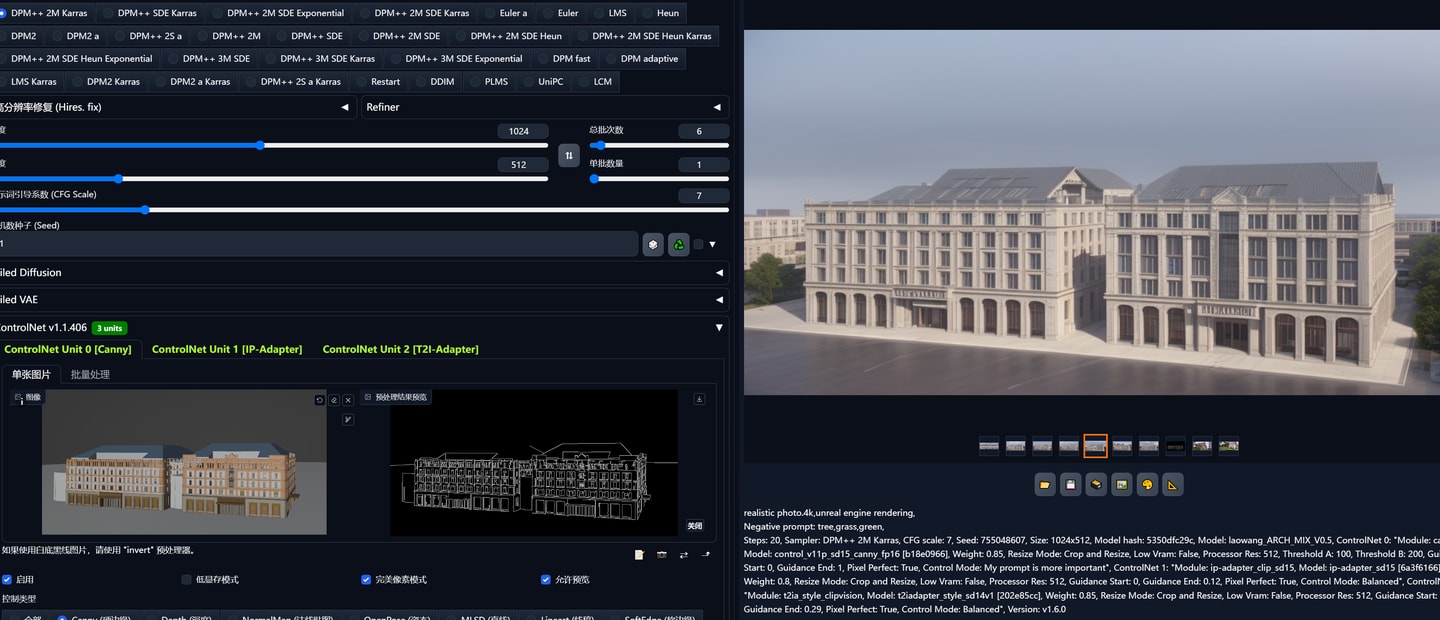 DPM++ 2M Karras DPM++ SDE Karras DPM++ 2M SDE Exponential DPM++ 2M SDE Karras Euler a Euler LMS Heun
DPM2 DPM2 a DPM++ 2S a DPM++ 2M DPM++ SDE DPM++ 2M SDE DPM++ 2M SDE Heun DPM++ 2M SDE Heun Karras
DPM++ 2M SDE Heun Exponential DPM++ 3M SDE DPM++ 3M SDE Karras DPM++ 3M SDE Exponential DPM fast DPM adaptive
LMS Karras DPM2 Karras DPM2 a Karras DPM++ 2S a Karras Restart DDIM PLMS UniPC LCM
高分辨率修复 (Hires. fix) Refiner
度 1024 总批次数 6
度 512 单批数量 1
示词引导系数 (CFG Scale) 7
机数种子 (Seed)
1
iled Diffusion
iled VAE
ControlNet v1.1.406 3 units
ControlNet Unit 0 [Canny] ControlNet Unit 1 [IP-Adapter] ControlNet Unit 2 [T2I-Adapter]
单张图片 批量处理
图像 预处理结果预览
关闭
如果使用白底黑线图片，请使用 "invert" 预处理器。
启用 低显存模式 完美像素模式 允许预览
控制类型
realistic photo.4k,unreal engine rendering,
Negative prompt: tree,grass,green,
Steps: 20, Sampler: DPM++ 2M Karras, CFG scale: 7, Seed: 755048607, Size: 1024x512, Model hash: 5350dfc29c, Model: laowang_ARCH_MIX_V0.5, ControlNet 0: "Module: ca
Model: control_v11p_sd15_canny_fp16 [b18e0966], Weight: 0.85, Resize Mode: Crop and Resize, Low Vram: False, Processor Res: 512, Threshold A: 100, Threshold B: 200, Gui
Start: 0, Guidance End: 1, Pixel Perfect: True, Control Mode: My prompt is more important", ControlNet 1: "Module: ip-adapter_clip_sd15, Model: ip-adapter_sd15 [6a3f6166]
Weight: 0.8, Resize Mode: Crop and Resize, Low Vram: False, Processor Res: 512, Guidance Start: 0, Guidance End: 0.12, Pixel Perfect: True, Control Mode: Balanced", ControlN
"Module: t2ia_style_clipvision, Model: t2iadapter_style_sd14v1 [202e85cc], Weight: 0.85, Resize Mode: Crop and Resize, Low Vram: False, Processor Res: 512, Guidance Start:
Guidance End: 0.29, Pixel Perfect: True, Control Mode: Balanced", Version: v1.6.0